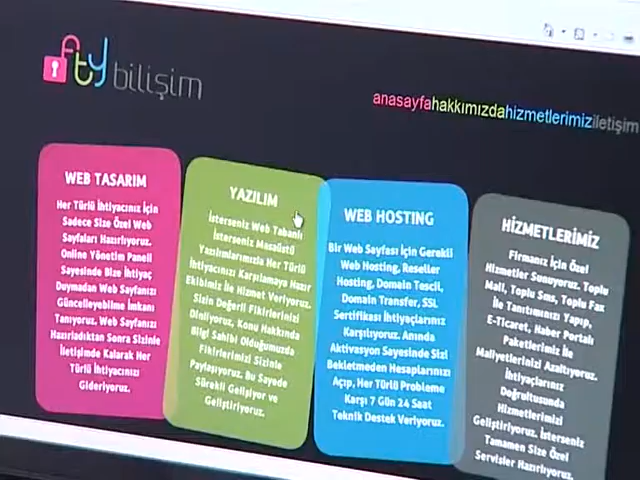 fty bilişim
anasayfa hakkımızda hizmetlerimiz iletişim
WEB TASARIM
Her Türlü İhtiyacınız İçin
Sadece Size Özel Web
Sayfaları Hazırlıyoruz.
Online Yönetim Paneli
Sayesinde Bize İhtiyaç
Duymadan Web Sayfanızı
Güncelleyebilme İmkanı
Tanıyoruz. Web Sayfanızı
Hazırladıktan Sonra Sizinle
İletişimde Kalarak Her
Türlü İhtiyacınızı
Gideriyoruz.
YAZILIM
İsterseniz Web Tabanlı
İsterseniz Masaüstü
Yazılımlarımızla Her Türlü
İhtiyacınızı Karşılamaya Hazır
Ekibimiz İle Hizmet Veriyoruz.
Sizin Değerli Fikirlerinizi
Dinliyoruz, Konu Hakkında
Bilgi Sahibi Olduğumuzda
Fikirlerimizi Sizinle
Paylaşıyoruz, Bu Sayede
Sürekli Gelişiyor ve
Geliştiriyoruz.
WEB HOSTING
Bir Web Sayfası İçin Gerekli
Web Hosting, Reseller
Hosting, Domain Tescil,
Domain Transfer, SSL
Sertifikası İhtiyaçlarınız
Karşılıyoruz. Anında
Aktivasyon Sayesinde Sizi
Bekletmeden Hesaplarınızı
Açıp, Her Türlü Probleme
Karşı 7 Gün 24 Saat
Teknik Destek Veriyoruz.
HİZMETLERİMİZ
Firmanız İçin Özel
Hizmetler Sunuyoruz. Toplu
Mail, Toplu Sms, Toplu Fax
İle Tanıtımınızı Yapıp,
E-Ticaret, Haber Portalı
Paketlerimiz İle
Maliyetlerinizi Azaltıyoruz.
İhtiyaçlarınız
Doğrultusunda
Hizmetlerimizi
Geliştiriyoruz. İsterseniz
Tamamen Size Özel
Servisler Hazırlıyoruz.